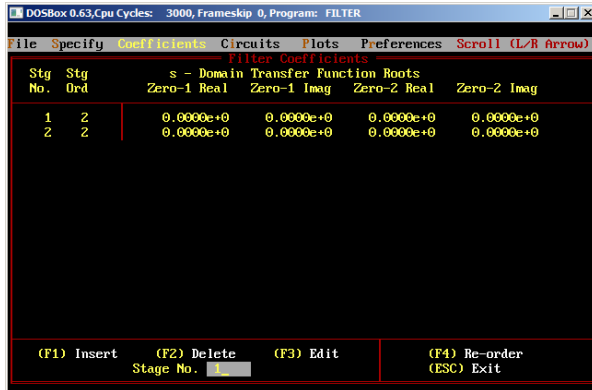 DOSBox 0.63,Cpu Cycles: 3000, Frameskip 0, Program: FILTER
File Specify Coefficients Circuits Plots Preferences Scroll (L/R Arrow)
Filter Coefficients
Stg Stg s - Domain Transfer Function Roots
No. Ord Zero-1 Real Zero-1 Imag Zero-2 Real Zero-2 Imag
1 2 0.0000e+0 0.0000e+0 0.0000e+0 0.0000e+0
2 2 0.0000e+0 0.0000e+0 0.0000e+0 0.0000e+0
(F1) Insert (F2) Delete (F3) Edit (F4) Re-order
Stage No. 1_ (ESC) Exit